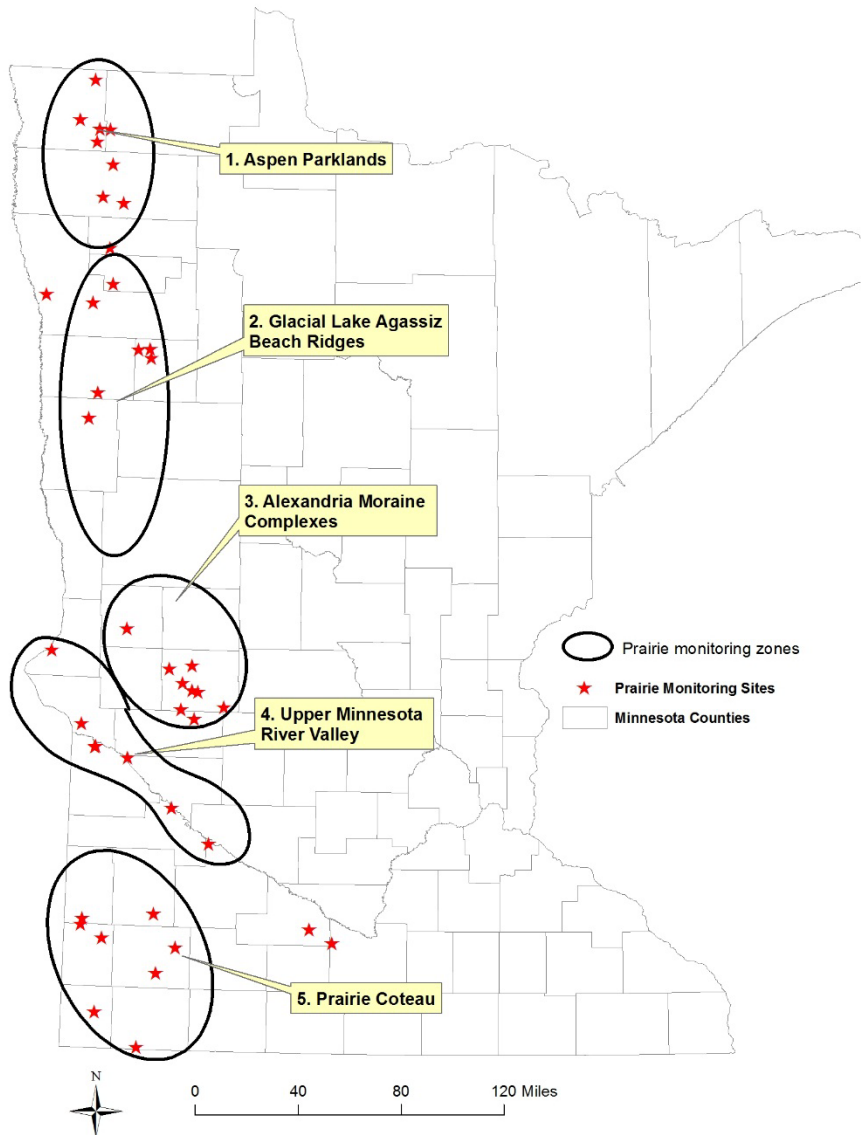 1. Aspen Parklands
2. Glacial Lake Agassiz
Beach Ridges
3. Alexandria Moraine
Complexes
Prairie monitoring zones
Prairie Monitoring Sites
Minnesota Counties
4. Upper Minnesota
River Valley
5. Prairie Coteau
N
0 40 80 120 Miles